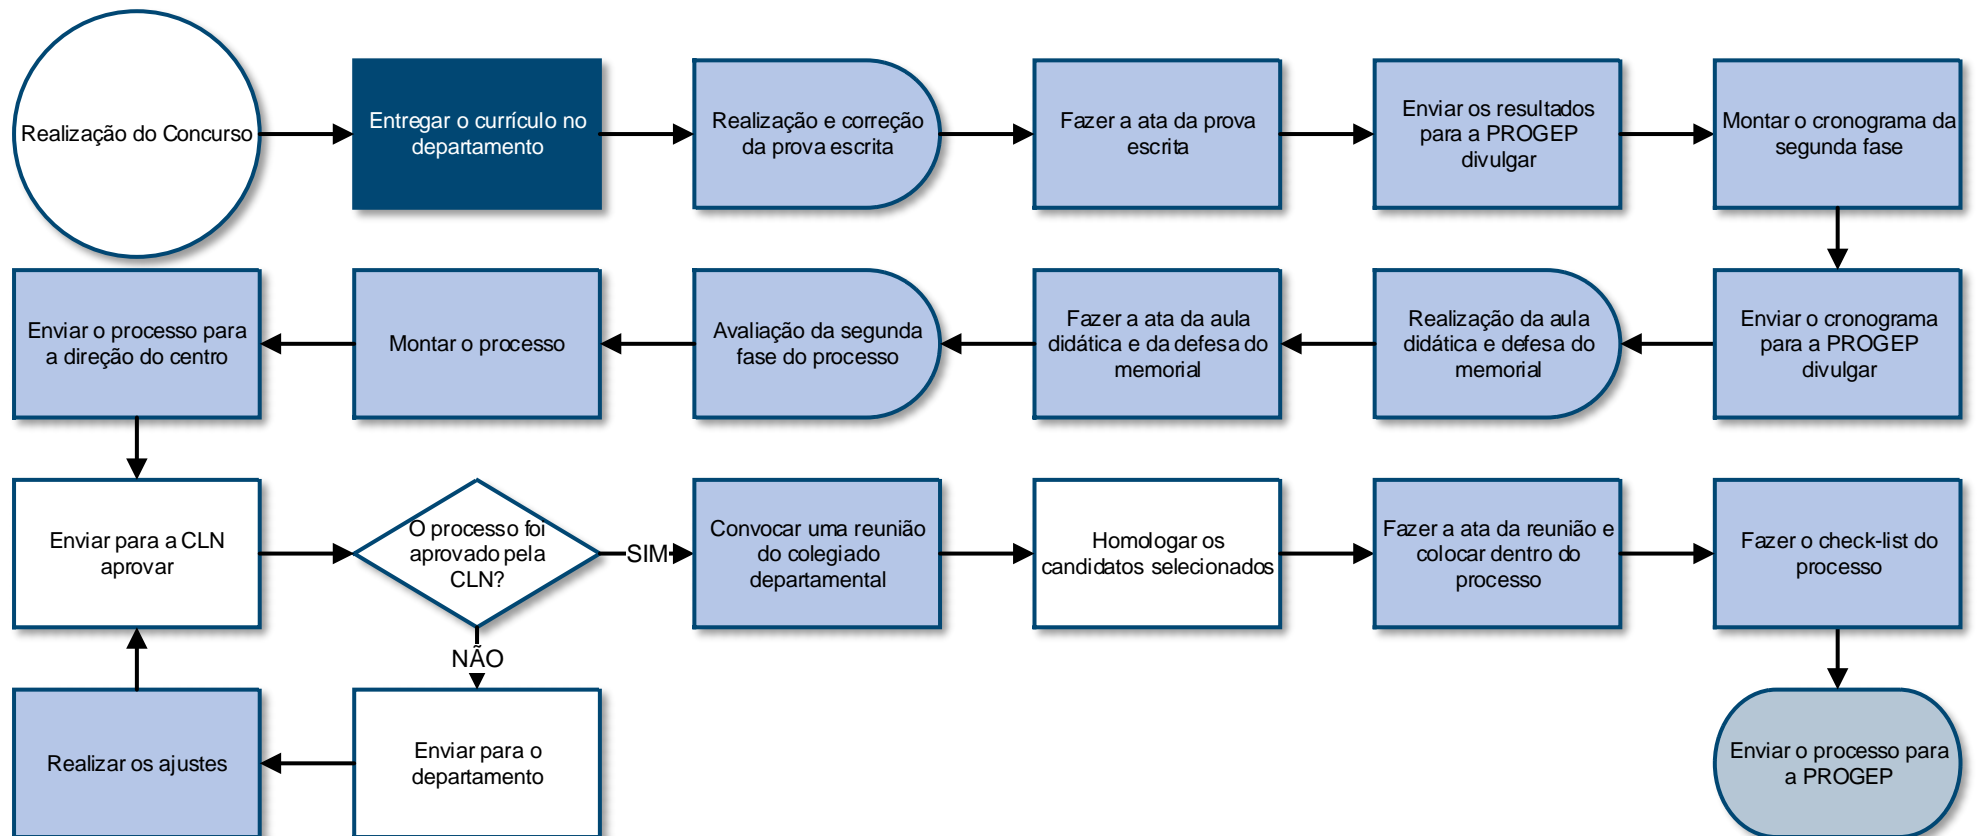 Realização do Concurso
Entregar o currículo no
departamento
Realização e correção
da prova escrita
Fazer a ata da prova
escrita
Enviar os resultados
para a PROGEP
divulgar
Montar o cronograma da
segunda fase
Enviar o cronograma
para a PROGEP
divulgar
Realização da aula
didática e defesa do
memorial
Fazer a ata da aula
didática e da defesa do
memorial
Avaliação da segunda
fase do processo
Montar o processo
Enviar o processo para
a direção do centro
Enviar para a CLN
aprovar
O processo foi
aprovado pela
CLN?
SIM
Convocar uma reunião
do colegiado
departamental
Homologar os
candidatos selecionados
Fazer a ata da reunião e
colocar dentro do
processo
Fazer o check-list do
processo
NÃO
Enviar para o
departamento
Realizar os ajustes
Enviar o processo para
a PROGEP